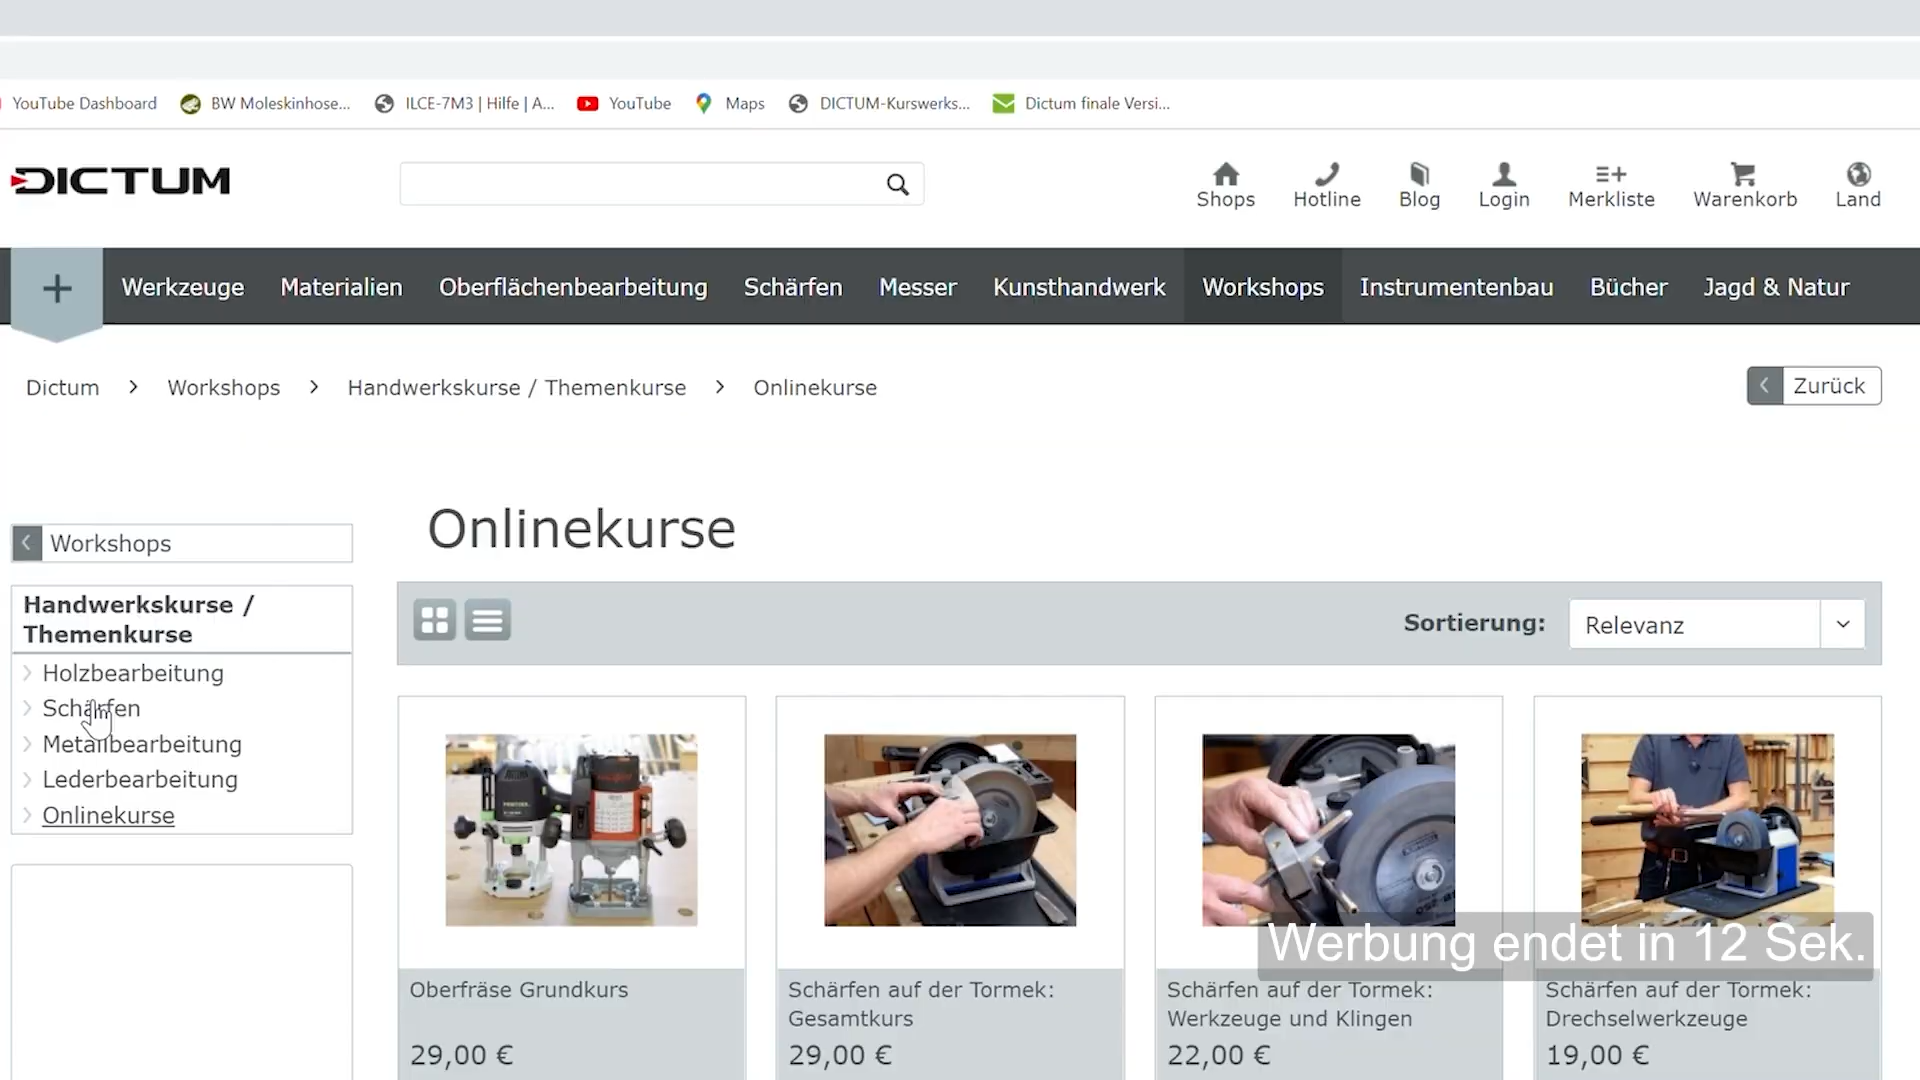 YouTube Dashboard BW Moleskinhose... ILCE-7M3 | Hilfe | A... YouTube Maps DICTUM-Kurswerks... Dictum finale Versi...
DICTUM
Shops Hotline Blog Login Merkliste Warenkorb Land
+ Werkzeuge Materialien Oberflächenbearbeitung Schärfen Messer Kunsthandwerk Workshops Instrumentenbau Bücher Jagd & Natur
Dictum > Workshops > Handwerkskurse / Themenkurse > Onlinekurse
Zurück
Workshops
Handwerkskurse /
Themenkurse
Holzbearbeitung
Schärfen
Metallbearbeitung
Lederbearbeitung
Onlinekurse
Onlinekurse
Sortierung: Relevanz
Oberfräse Grundkurs
29,00 €
Schärfen auf der Tormek:
Gesamtkurs
29,00 €
Schärfen auf der Tormek:
Werkzeuge und Klingen
22,00 €
Schärfen auf der Tormek:
Drechselwerkzeuge
19,00 €
Werbung endet in 12 Sek.